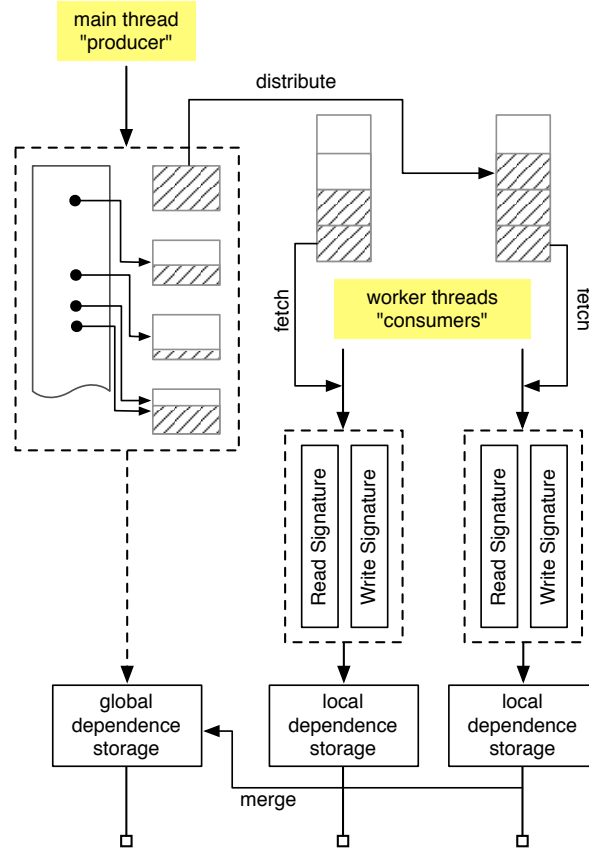 main thread
"producer"
distribute
fetch
worker threads
"consumers"
fetch
Read Signature
Write Signature
Read Signature
Write Signature
global
dependence
storage
local
dependence
storage
local
dependence
storage
merge